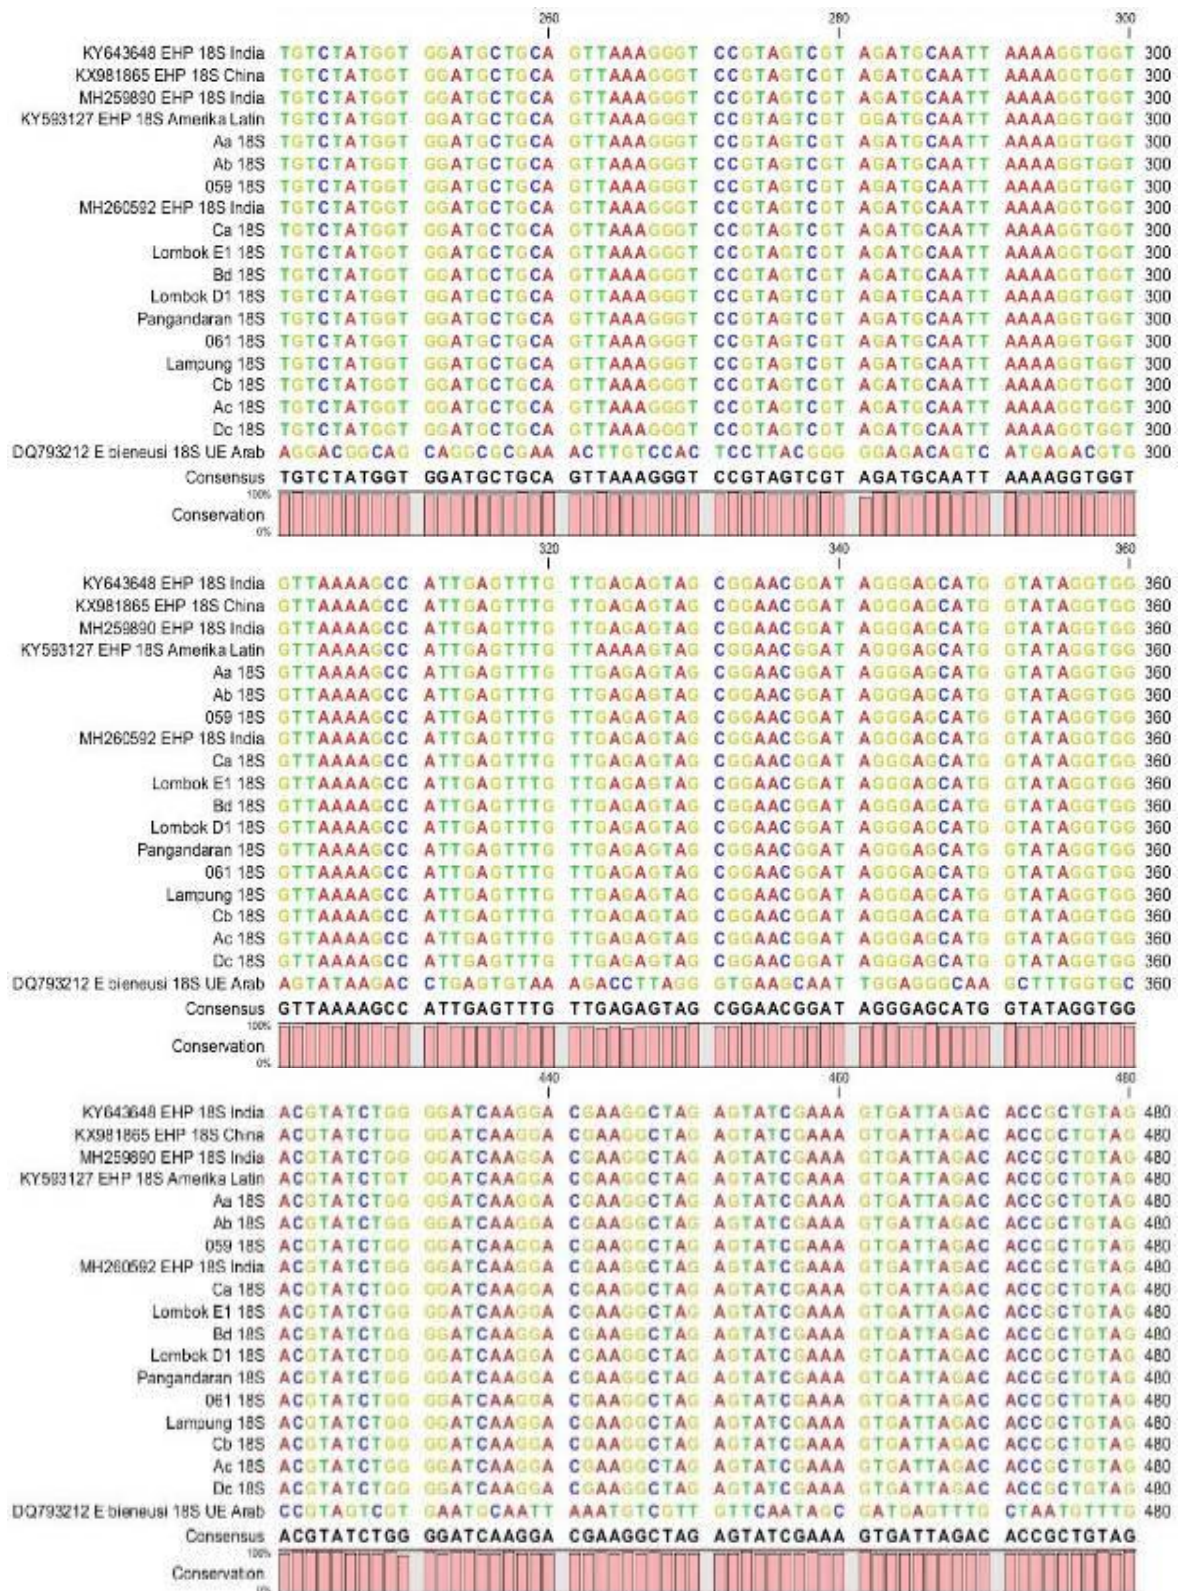 260 280 300
KY643648 EHP 18S India TGTCTATGGT GGATGCTGCA GTTAAAGGGT CCGTAGTCGT AGATGCAATT AAAAGGTGGT 300
KX981865 EHP 18S China TGTCTATGGT GGATGCTGCA GTTAAAGGGT CCGTAGTCGT AGATGCAATT AAAAGGTGGT 300
MH259890 EHP 18S India TGTCTATGGT GGATGCTGCA GTTAAAGGGT CCGTAGTCGT AGATGCAATT AAAAGGTGGT 300
KY593127 EHP 18S Amerika Latin TGTCTATGGT GGATGCTGCA GTTAAAGGGT CCGTAGTCGT GGATGCAATT AAAAGGTGGT 300
Aa 18S TGTCTATGGT GGATGCTGCA GTTAAAGGGT CCGTAGTCGT AGATGCAATT AAAAGGTGGT 300
Ab 18S TGTCTATGGT GGATGCTGCA GTTAAAGGGT CCGTAGTCGT AGATGCAATT AAAAGGTGGT 300
059 18S TGTCTATGGT GGATGCTGCA GTTAAAGGGT CCGTAGTCGT AGATGCAATT AAAAGGTGGT 300
MH260592 EHP 18S India TGTCTATGGT GGATGCTGCA GTTAAAGGGT CCGTAGTCGT AGATGCAATT AAAAGGTGGT 300
Ca 18S TGTCTATGGT GGATGCTGCA GTTAAAGGGT CCGTAGTCGT AGATGCAATT AAAAGGTGGT 300
Lombok E1 18S TGTCTATGGT GGATGCTGCA GTTAAAGGGT CCGTAGTCGT AGATGCAATT AAAAGGTGGT 300
Bd 18S TGTCTATGGT GGATGCTGCA GTTAAAGGGT CCGTAGTCGT AGATGCAATT AAAAGGTGGT 300
Lombok D1 18S TGTCTATGGT GGATGCTGCA GTTAAAGGGT CCGTAGTCGT AGATGCAATT AAAAGGTGGT 300
Pangandaran 18S TGTCTATGGT GGATGCTGCA GTTAAAGGGT CCGTAGTCGT AGATGCAATT AAAAGGTGGT 300
061 18S TGTCTATGGT GGATGCTGCA GTTAAAGGGT CCGTAGTCGT AGATGCAATT AAAAGGTGGT 300
Lampung 18S TGTCTATGGT GGATGCTGCA GTTAAAGGGT CCGTAGTCGT AGATGCAATT AAAAGGTGGT 300
Cb 18S TGTCTATGGT GGATGCTGCA GTTAAAGGGT CCGTAGTCGT AGATGCAATT AAAAGGTGGT 300
Ac 18S TGTCTATGGT GGATGCTGCA GTTAAAGGGT CCGTAGTCGT AGATGCAATT AAAAGGTGGT 300
Dc 18S TGTCTATGGT GGATGCTGCA GTTAAAGGGT CCGTAGTCGT AGATGCAATT AAAAGGTGGT 300
DQ793212 E bieneusi 18S UE Arab AGGACGGCAG CAGGCGCGAA ACTTGTCCAC TCCTTACGGG GGAGACAGTC ATGAGACGTG 300
Consensus TGTCTATGGT GGATGCTGCA GTTAAAGGGT CCGTAGTCGT AGATGCAATT AAAAGGTGGT
100%
Conservation
0%
320 340 360
KY643648 EHP 18S India GTTAAAAGCC ATTGAGTTTG TTGAGAGTAG CGGAACGGAT AGGGAGCATG GTATAGGTGG 360
KX981865 EHP 18S China GTTAAAAGCC ATTGAGTTTG TTGAGAGTAG CGGAACGGAT AGGGAGCATG GTATAGGTGG 360
MH259890 EHP 18S India GTTAAAAGCC ATTGAGTTTG TTGAGAGTAG CGGAACGGAT AGGGAGCATG GTATAGGTGG 360
KY593127 EHP 18S Amerika Latin GTTAAAAGCC ATTGAGTTTG TTAAAAGTAG CGGAACGGAT AGGGAGCATG GTATAGGTGG 360
Aa 18S GTTAAAAGCC ATTGAGTTTG TTGAGAGTAG CGGAACGGAT AGGGAGCATG GTATAGGTGG 360
Ab 18S GTTAAAAGCC ATTGAGTTTG TTGAGAGTAG CGGAACGGAT AGGGAGCATG GTATAGGTGG 360
059 18S GTTAAAAGCC ATTGAGTTTG TTGAGAGTAG CGGAACGGAT AGGGAGCATG GTATAGGTGG 360
MH260592 EHP 18S India GTTAAAAGCC ATTGAGTTTG TTGAGAGTAG CGGAACGGAT AGGGAGCATG GTATAGGTGG 360
Ca 18S GTTAAAAGCC ATTGAGTTTG TTGAGAGTAG CGGAACGGAT AGGGAGCATG GTATAGGTGG 360
Lombok E1 18S GTTAAAAGCC ATTGAGTTTG TTGAGAGTAG CGGAACGGAT AGGGAGCATG GTATAGGTGG 360
Bd 18S GTTAAAAGCC ATTGAGTTTG TTGAGAGTAG CGGAACGGAT AGGGAGCATG GTATAGGTGG 360
Lombok D1 18S GTTAAAAGCC ATTGAGTTTG TTGAGAGTAG CGGAACGGAT AGGGAGCATG GTATAGGTGG 360
Pangandaran 18S GTTAAAAGCC ATTGAGTTTG TTGAGAGTAG CGGAACGGAT AGGGAGCATG GTATAGGTGG 360
061 18S GTTAAAAGCC ATTGAGTTTG TTGAGAGTAG CGGAACGGAT AGGGAGCATG GTATAGGTGG 360
Lampung 18S GTTAAAAGCC ATTGAGTTTG TTGAGAGTAG CGGAACGGAT AGGGAGCATG GTATAGGTGG 360
Cb 18S GTTAAAAGCC ATTGAGTTTG TTGAGAGTAG CGGAACGGAT AGGGAGCATG GTATAGGTGG 360
Ac 18S GTTAAAAGCC ATTGAGTTTG TTGAGAGTAG CGGAACGGAT AGGGAGCATG GTATAGGTGG 360
Dc 18S GTTAAAAGCC ATTGAGTTTG TTGAGAGTAG CGGAACGGAT AGGGAGCATG GTATAGGTGG 360
DQ793212 E bieneusi 18S UE Arab AGTATAAGAC CTGAGTGTAA AGACCTTAGG GTGAAGCAAT TGGAGGGCAA GCTTTGGTGC 360
Consensus GTTAAAAGCC ATTGAGTTTG TTGAGAGTAG CGGAACGGAT AGGGAGCATG GTATAGGTGG
100%
Conservation
0%
440 460 480
KY643648 EHP 18S India ACGTATCTGG GGATCAAGGA CGAAGGCTAG AGTATCGAAA GTGATTAGAC ACCGCTGTAG 480
KX981865 EHP 18S China ACGTATCTGG GGATCAAGGA CGAAGGCTAG AGTATCGAAA GTGATTAGAC ACCGCTGTAG 480
MH259890 EHP 18S India ACGTATCTGG GGATCAAGGA CGAAGGCTAG AGTATCGAAA GTGATTAGAC ACCGCTGTAG 480
KY593127 EHP 18S Amerika Latin ACGTATCTGT GGATCAAGGA CGAAGGCTAG AGTATCGAAA GTGATTAGAC ACCGCTGTAG 480
Aa 18S ACGTATCTGG GGATCAAGGA CGAAGGCTAG AGTATCGAAA GTGATTAGAC ACCGCTGTAG 480
Ab 18S ACGTATCTGG GGATCAAGGA CGAAGGCTAG AGTATCGAAA GTGATTAGAC ACCGCTGTAG 480
059 18S ACGTATCTGG GGATCAAGGA CGAAGGCTAG AGTATCGAAA GTGATTAGAC ACCGCTGTAG 480
MH260592 EHP 18S India ACGTATCTGG GGATCAAGGA CGAAGGCTAG AGTATCGAAA GTGATTAGAC ACCGCTGTAG 480
Ca 18S ACGTATCTGG GGATCAAGGA CGAAGGCTAG AGTATCGAAA GTGATTAGAC ACCGCTGTAG 480
Lombok E1 18S ACGTATCTGG GGATCAAGGA CGAAGGCTAG AGTATCGAAA GTGATTAGAC ACCGCTGTAG 480
Bd 18S ACGTATCTGG GGATCAAGGA CGAAGGCTAG AGTATCGAAA GTGATTAGAC ACCGCTGTAG 480
Lombok D1 18S ACGTATCTGG GGATCAAGGA CGAAGGCTAG AGTATCGAAA GTGATTAGAC ACCGCTGTAG 480
Pangandaran 18S ACGTATCTGG GGATCAAGGA CGAAGGCTAG AGTATCGAAA GTGATTAGAC ACCGCTGTAG 480
061 18S ACGTATCTGG GGATCAAGGA CGAAGGCTAG AGTATCGAAA GTGATTAGAC ACCGCTGTAG 480
Lampung 18S ACGTATCTGG GGATCAAGGA CGAAGGCTAG AGTATCGAAA GTGATTAGAC ACCGCTGTAG 480
Cb 18S ACGTATCTGG GGATCAAGGA CGAAGGCTAG AGTATCGAAA GTGATTAGAC ACCGCTGTAG 480
Ac 18S ACGTATCTGG GGATCAAGGA CGAAGGCTAG AGTATCGAAA GTGATTAGAC ACCGCTGTAG 480
Dc 18S ACGTATCTGG GGATCAAGGA CGAAGGCTAG AGTATCGAAA GTGATTAGAC ACCGCTGTAG 480
DQ793212 E bieneusi 18S UE Arab CCGTAGTCGT GAATGCAATT AAATGTCGTT GTTCAATAGC GATGAGTTTG CTAATGTTTG 480
Consensus ACGTATCTGG GGATCAAGGA CGAAGGCTAG AGTATCGAAA GTGATTAGAC ACCGCTGTAG
100%
Conservation
0%